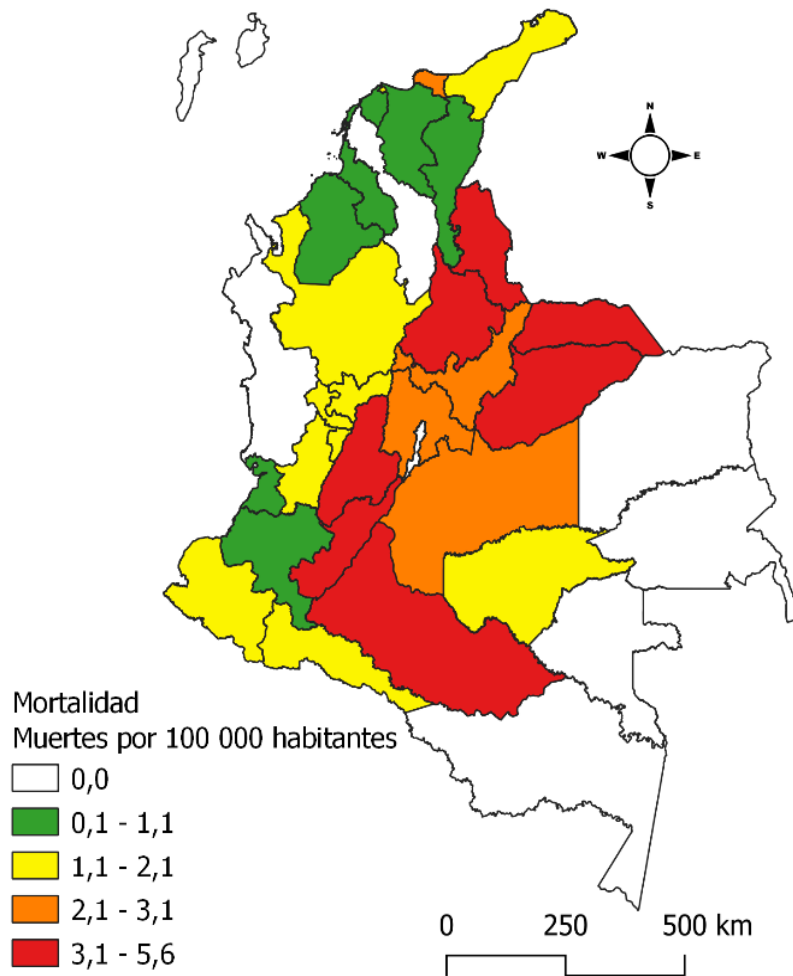 N
W E
S
Mortalidad
Muertes por 100 000 habitantes
0,0
0,1 - 1,1
1,1 - 2,1
2,1 - 3,1
3,1 - 5,6
0 250 500 km